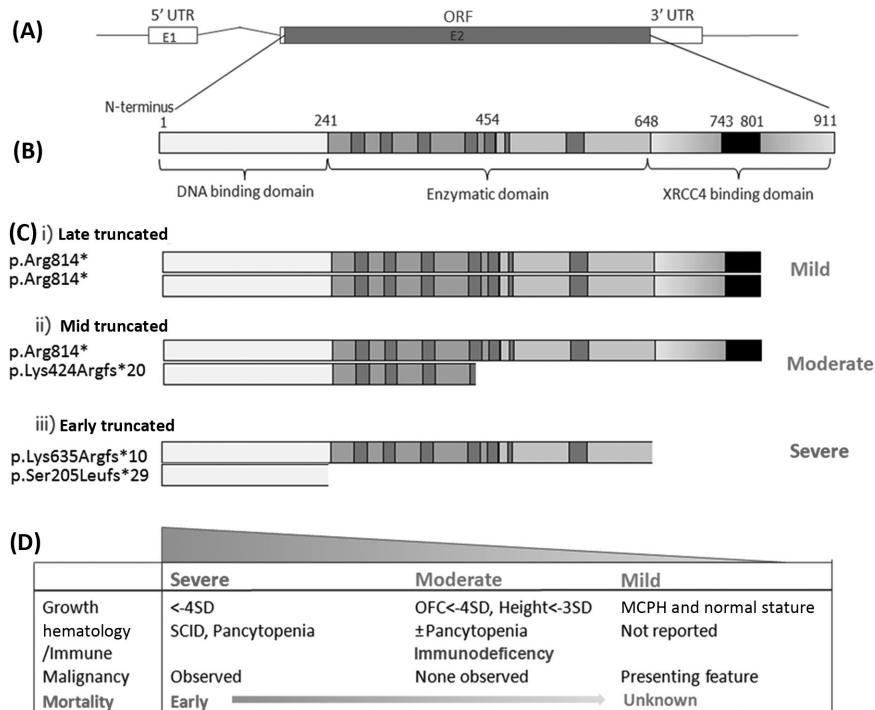 (A)
5' UTR
ORF
3' UTR
E1
E2
N-terminus
1 241 454 648 743 801 911
(B)
DNA binding domain Enzymatic domain XRCC4 binding domain
(C) i) Late truncated
p.Arg814*
p.Arg814*
Mild
ii) Mid truncated
p.Arg814*
p.Lys424Argfs*20
Moderate
iii) Early truncated
p.Lys635Argfs*10
p.Ser205Leufs*29
Severe
(D)
Severe Moderate Mild
Growth <-4SD OFC<-4SD, Height<-3SD MCPH and normal stature
hematology SCID, Pancytopenia ±Pancytopenia Not reported
/Immune Immunodeficency
Malignancy Observed None observed Presenting feature
Mortality Early Unknown